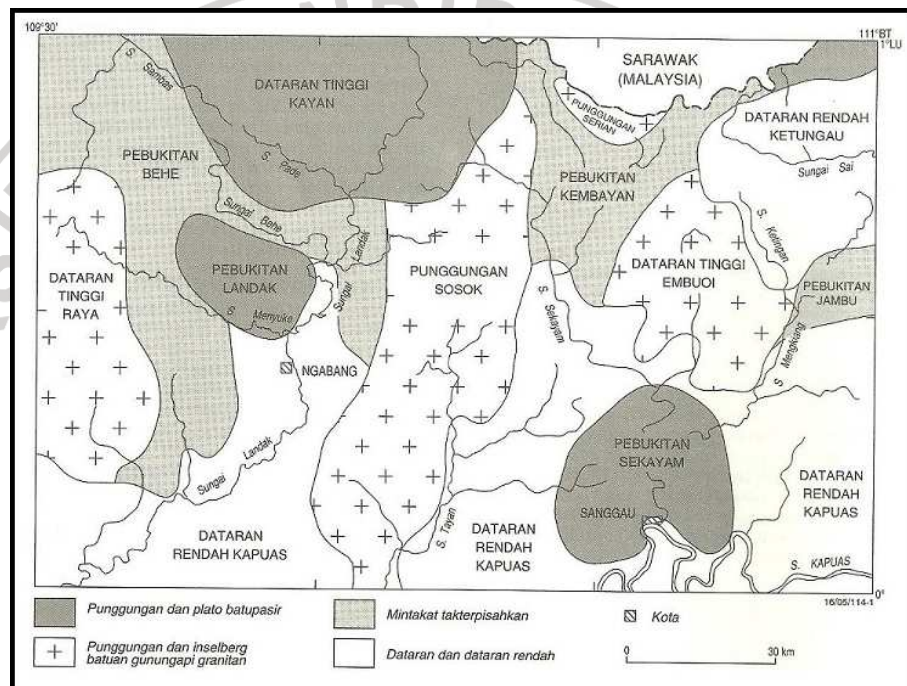 109°30'
111°BT
1°LU
SARAWAK
(MALAYSIA)
S. Sambas
DATARAN TINGGI
KAYAN
PUNGGUNGAN
SERIAN
DATARAN RENDAH
KETUNGAU
PEBUKITAN
BEHE
S. Pade
PEBUKITAN
KEMBAYAN
Sungai Sai
Sungai Behe
Sungai Landak
S. Ketingan
DATARAN
TINGGI
RAYA
PEBUKITAN
LANDAK
PUNGGUNGAN
SOSOK
DATARAN TINGGI
EMBUOI
PEBUKITAN
JAMBU
S. Menyuke
S. Sekayam
S. Mengkiang
NGABANG
Sungai Landak
PEBUKITAN
SEKAYAM
SANGGAU
DATARAN
RENDAH
KAPUAS
DATARAN
RENDAH KAPUAS
S. Tayan
DATARAN
RENDAH
KAPUAS
S. KAPUAS
0°
16/05/114-1
Punggungan dan plato batupasir
Mintakat takterpisahkan
Kota
Punggungan dan inselberg
batuan gunungapi granitan
Dataran dan dataran rendah
0
30 km